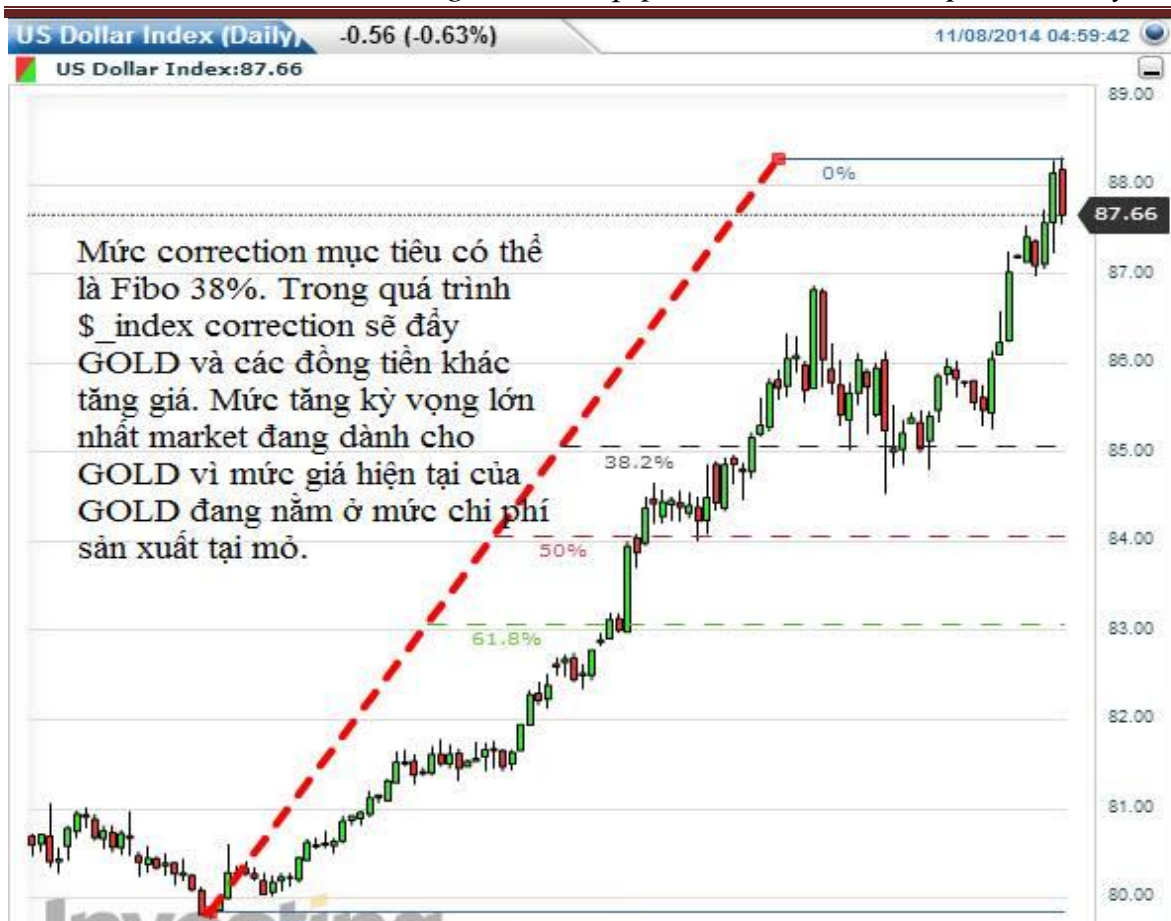 US Dollar Index (Daily) -0.56 (-0.63%) 11/08/2014 04:59:42
US Dollar Index:87.66
89.00
0%
88.00
87.66
Mức correction mục tiêu có thể
là Fibo 38%. Trong quá trình
$_index correction sẽ đẩy
GOLD và các đồng tiền khác
tăng giá. Mức tăng kỳ vọng lớn
nhất market đang dành cho
GOLD vì mức giá hiện tại của
GOLD đang nằm ở mức chi phí
sản xuất tại mỏ.
87.00
86.00
85.00
38.2%
84.00
50%
83.00
61.8%
82.00
81.00
80.00
Investing